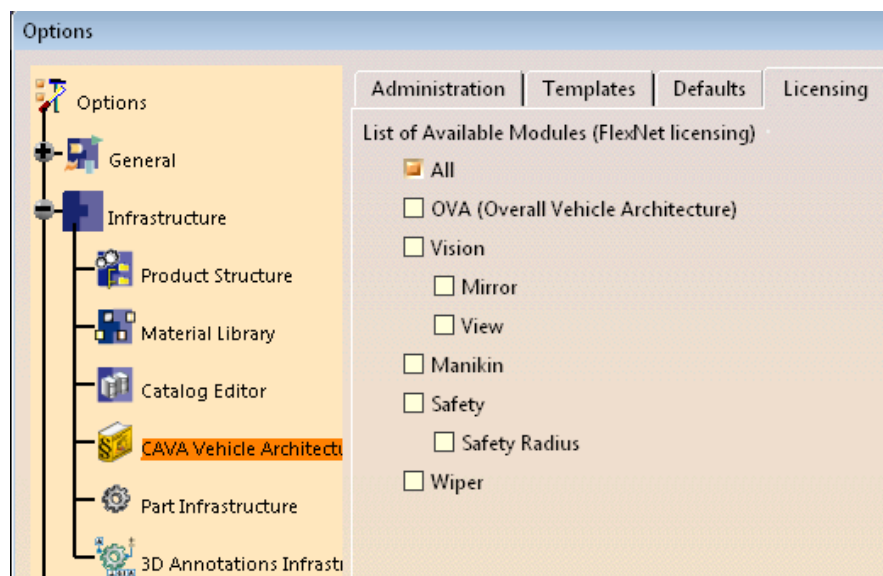 Options
Options
General
Infrastructure
Product Structure
Material Library
Catalog Editor
CAVA Vehicle Architectu
Part Infrastructure
3D Annotations Infrastr
Administration Templates Defaults Licensing
List of Available Modules (FlexNet licensing)
All
OVA (Overall Vehicle Architecture)
Vision
Mirror
View
Manikin
Safety
Safety Radius
Wiper